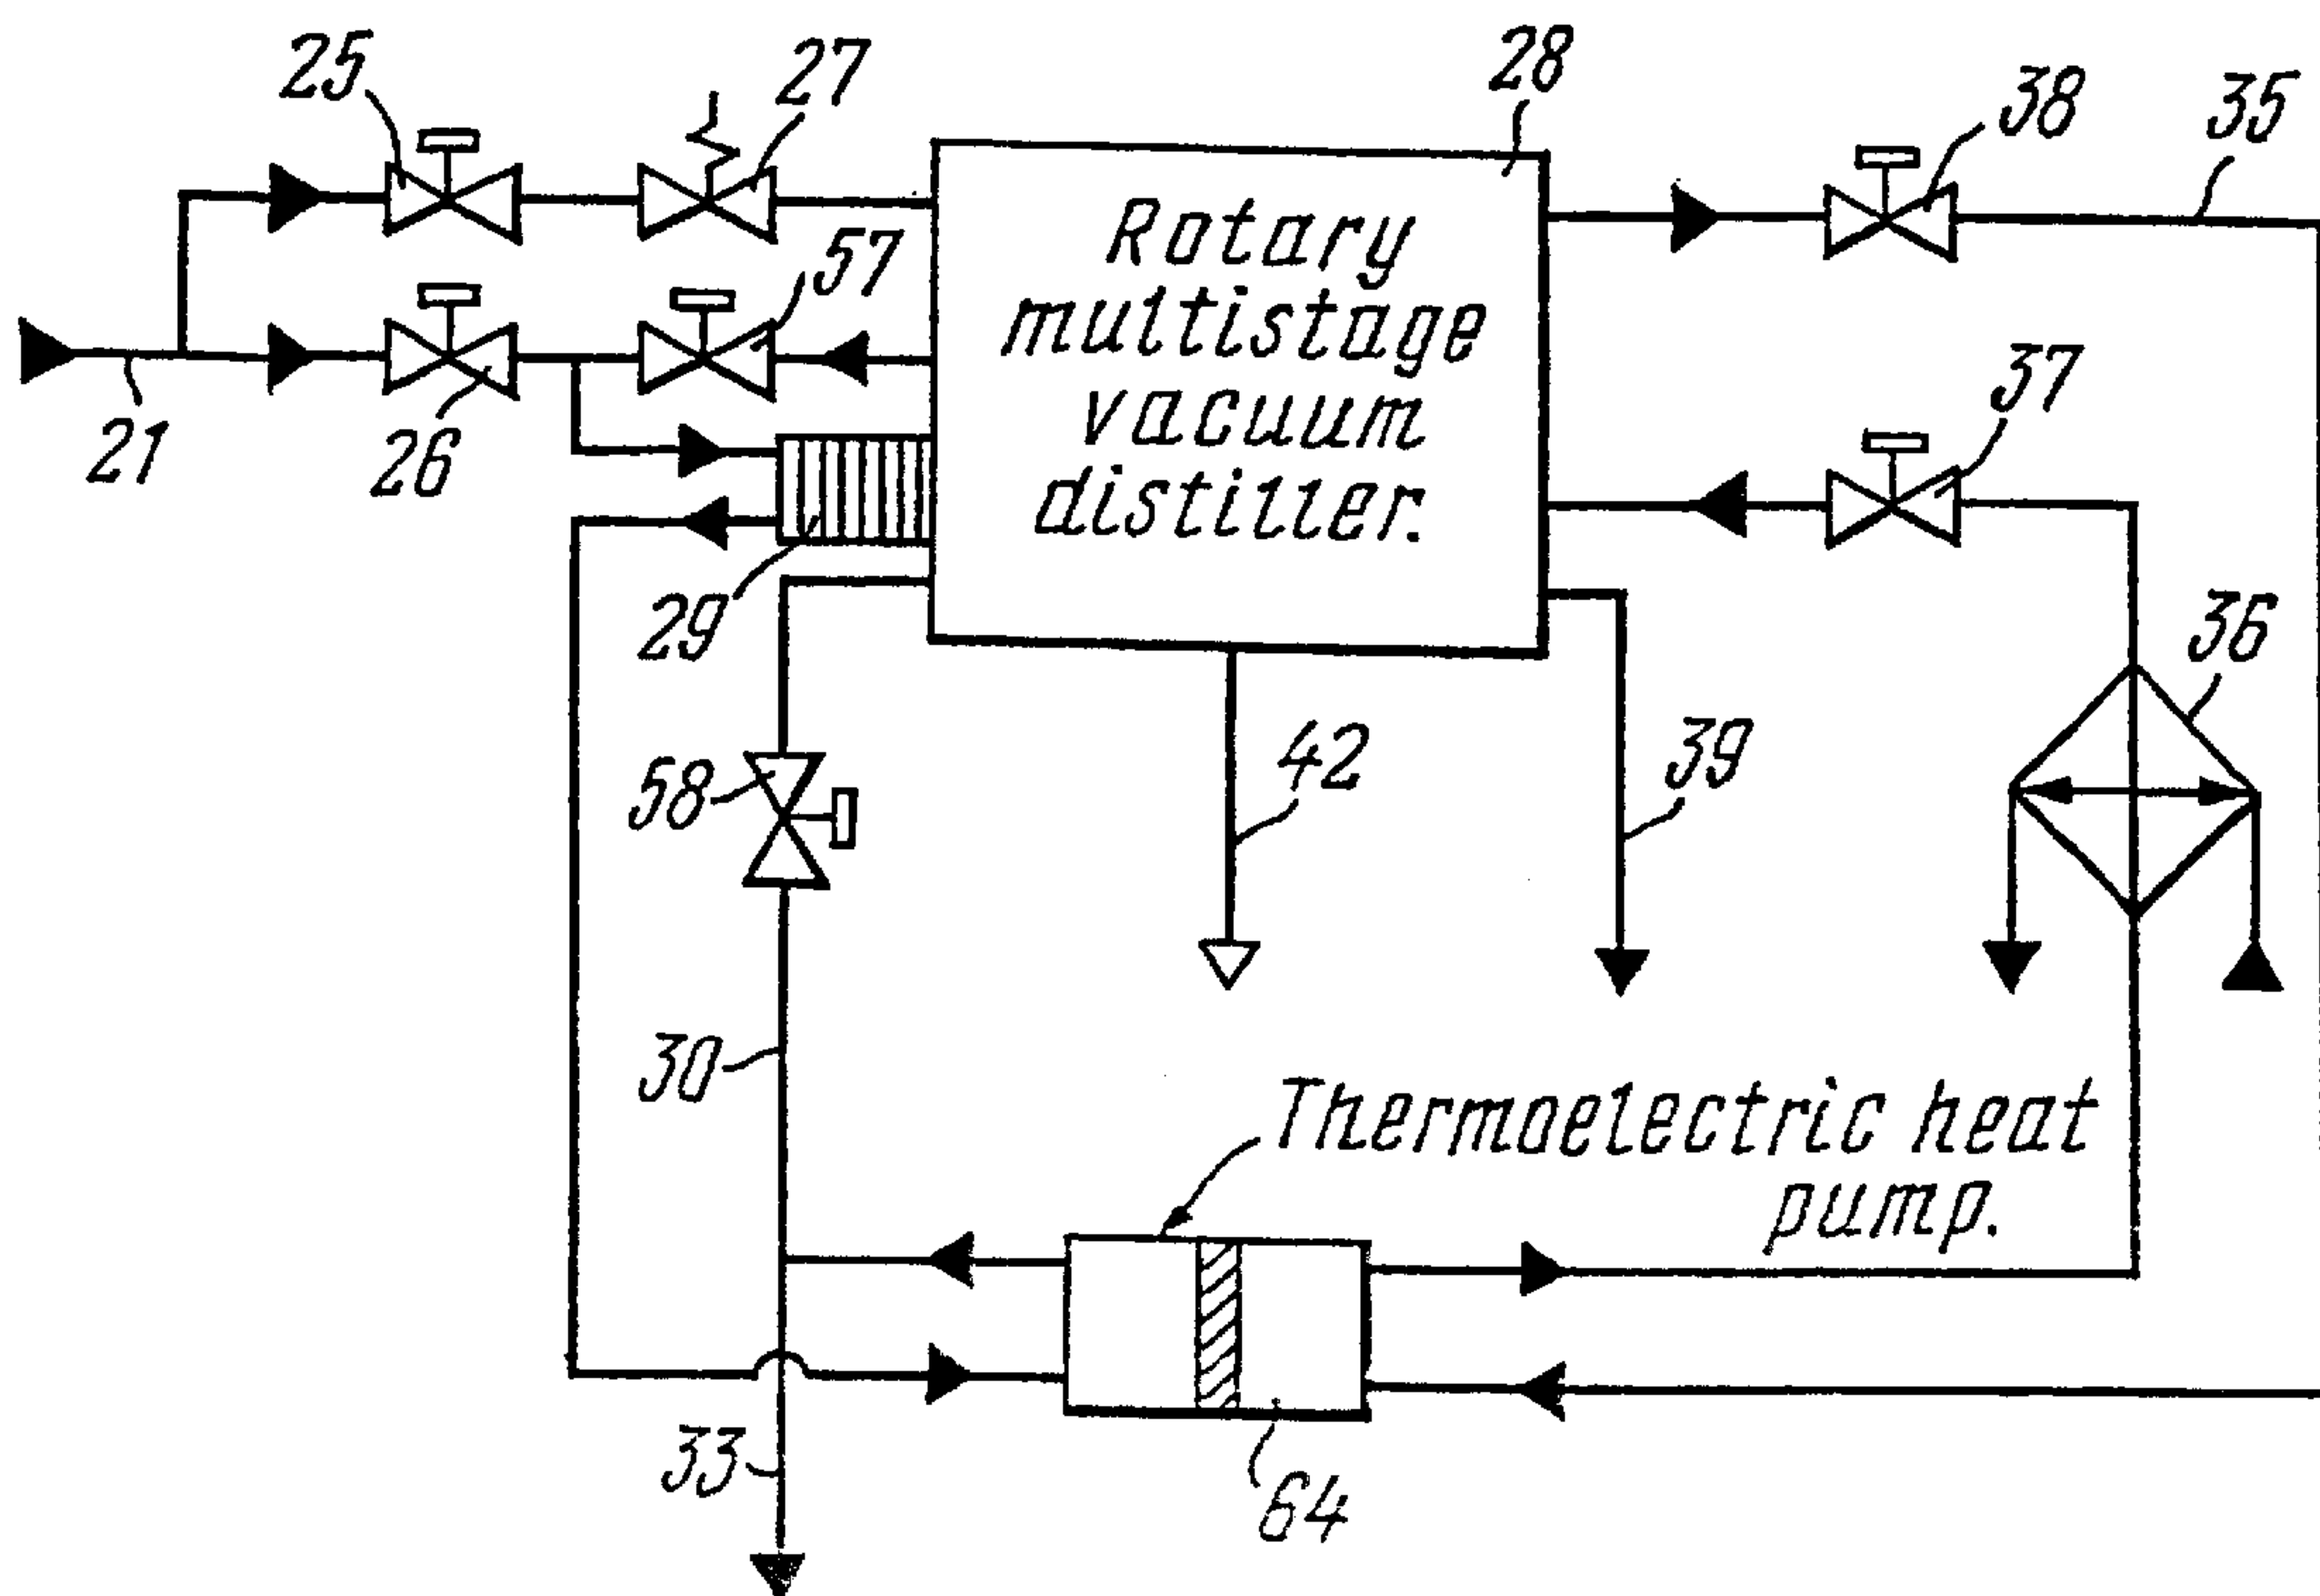 25
27
28
38
35
57
Rotary
multistage
vacuum
distiller.
37
21
26
29
36
58
42
39
30
Thermoelectric heat
pump.
33
64